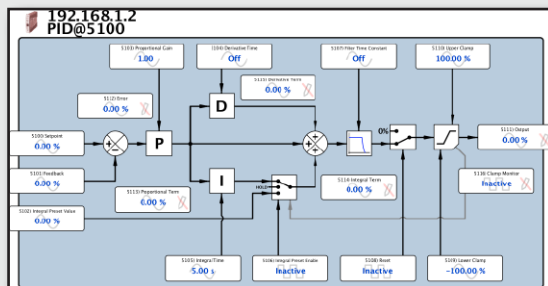 192.168.1.2
PID@5100
5103) Proportional Gain
1.00
5104) Derivative Time
Off
5107) Filter Time Constant
Off
5110) Upper Clamp
100.00 %
5112) Error
0.00 %
5115) Derivative Term
0.00 %
D
0%
5100) Setpoint
0.00 %
P
5111) Output
0.00 %
5101) Feedback
0.00 %
I
HOLD
5113) Proportional Term
0.00 %
5114) Integral Term
0.00 %
5116) Clamp Monitor
Inactive
5102) Integral Preset Value
0.00 %
5105) Integral Time
5.00 s
5106) Integral Preset Enable
Inactive
5108) Reset
Inactive
5109) Lower Clamp
-100.00 %